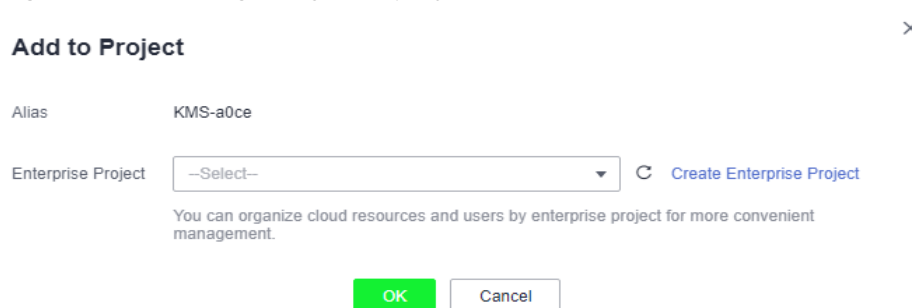 Add to Project
Alias KMS-a0ce
Enterprise Project --Select-- Create Enterprise Project
You can organize cloud resources and users by enterprise project for more convenient
management.
OK Cancel